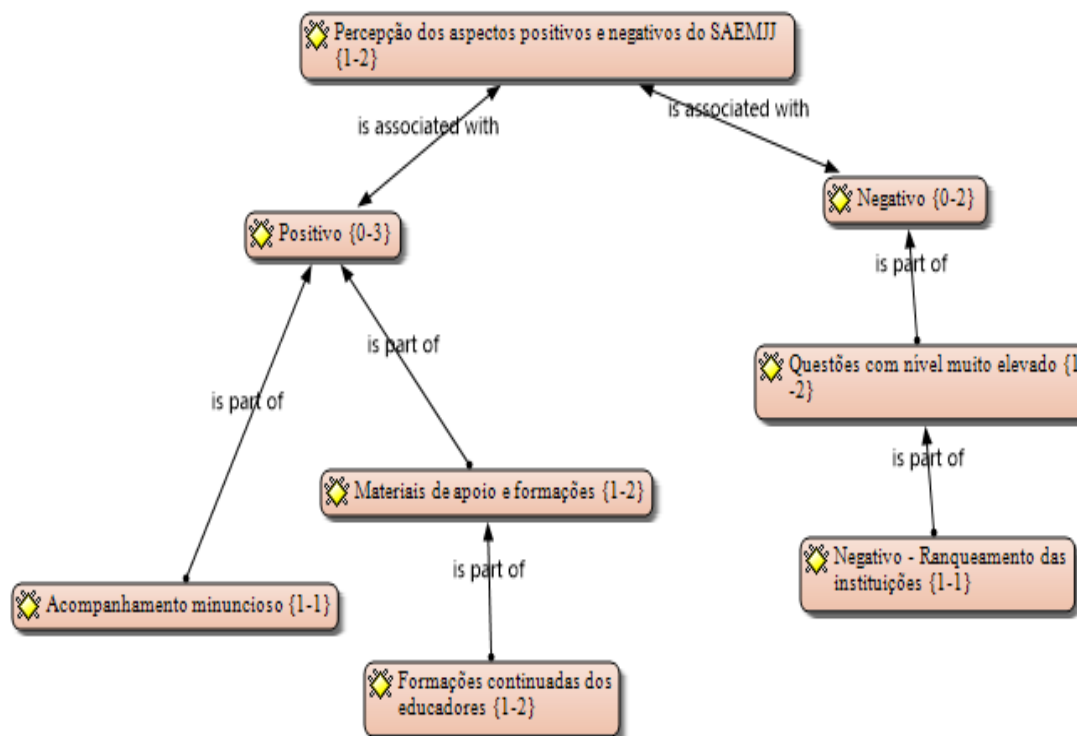 Percepção dos aspectos positivos e negativos do SAEMJJ
{1-2}
is associated with
is associated with
Negativo {0-2}
Positivo {0-3}
is part of
is part of
Questões com nível muito elevado {1
-2}
is part of
is part of
Materiais de apoio e formações {1-2}
Negativo - Ranqueamento das
instituições {1-1}
is part of
Acompanhamento minuncioso {1-1}
Formações continuadas dos
educadores {1-2}